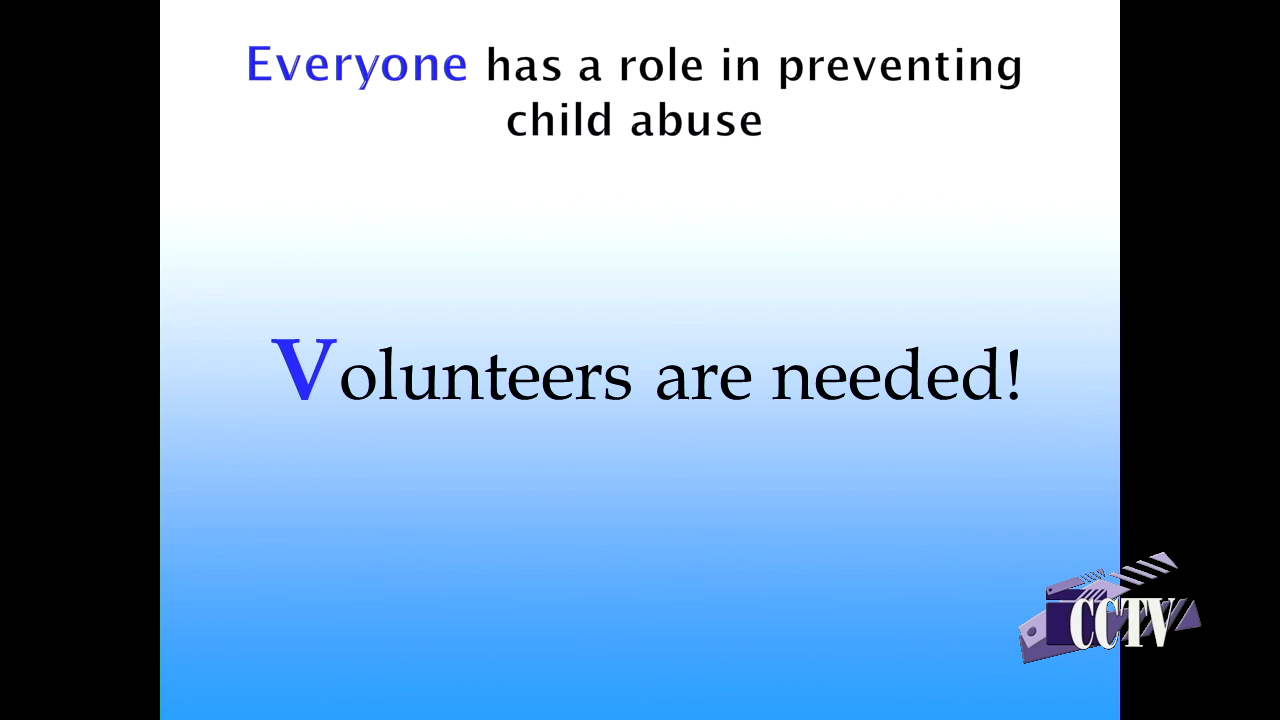 Everyone has a role in preventing
child abuse
Volunteers are needed!
CCTV